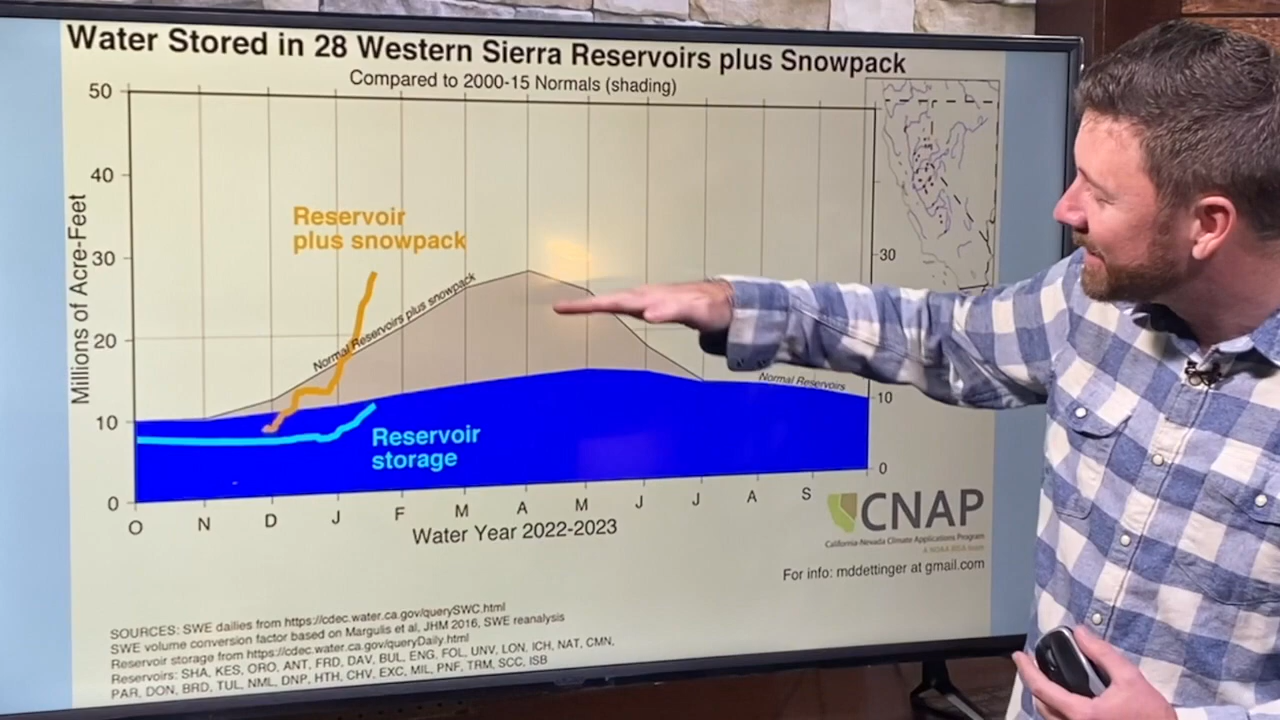 Water Stored in 28 Western Sierra Reservoirs plus Snowpack
Compared to 2000-15 Normals (shading)
50
40
30
20
10
0
Millions of Acre-Feet
Reservoir
plus snowpack
Normal Reservoirs plus snowpack
Reservoir
storage
Normal Reservoirs
30
10
0
O N D J F M A M J J A S
Water Year 2022-2023
CNAP
California-Nevada Climate Applications Program
A NOAA RISA team
For info: mddettinger at gmail.com
SOURCES: SWE dailies from https://cdec.water.ca.gov/querySWC.html
SWE volume conversion factor based on Margulis et al, JHM 2016, SWE reanalysis
Reservoir storage from https://cdec.water.ca.gov/queryDaily.html
Reservoirs: SHA, KES, ORO, ANT, FRD, DAV, BUL, ENG, FOL, UNV, LON, ICH, NAT, CMN,
PAR, DON, BRD, TUL, NML, DNP, HTH, CHV, EXC, MIL, PNF, TRM, SCC, ISB